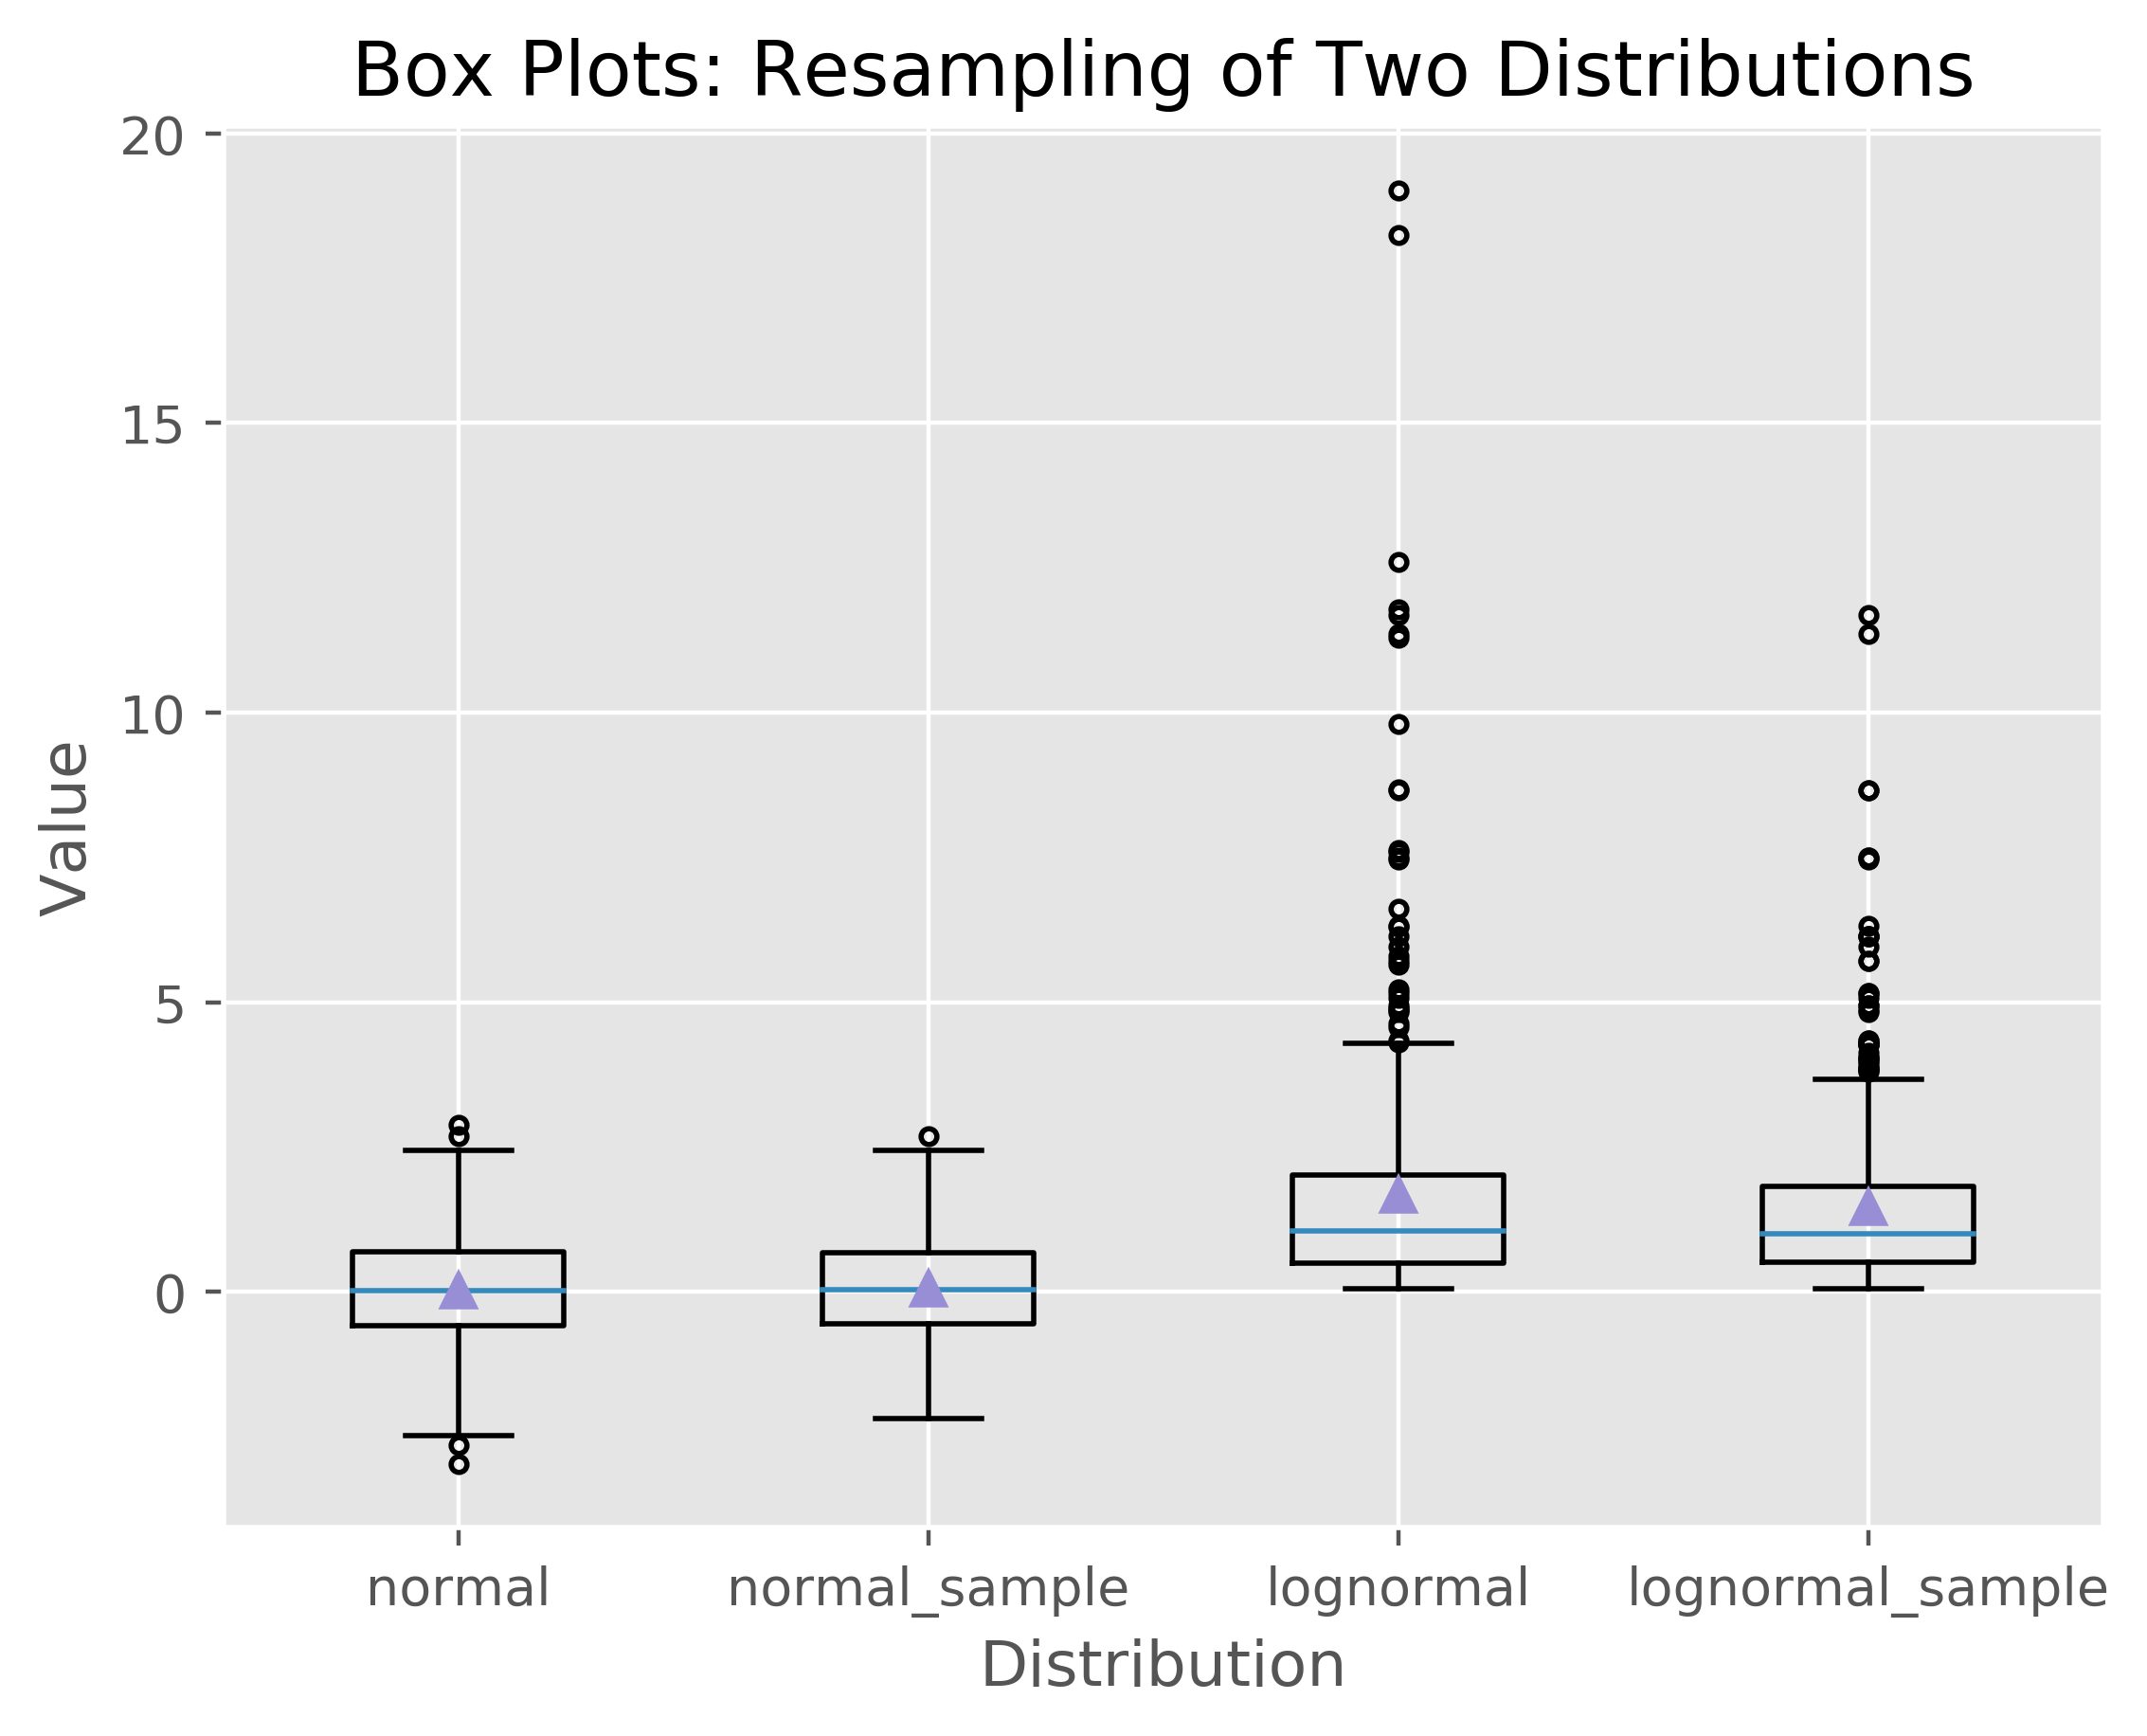 Box Plots: Resampling of Two Distributions
20
15
10
5
0
Value
normal normal_sample lognormal lognormal_sample
Distribution